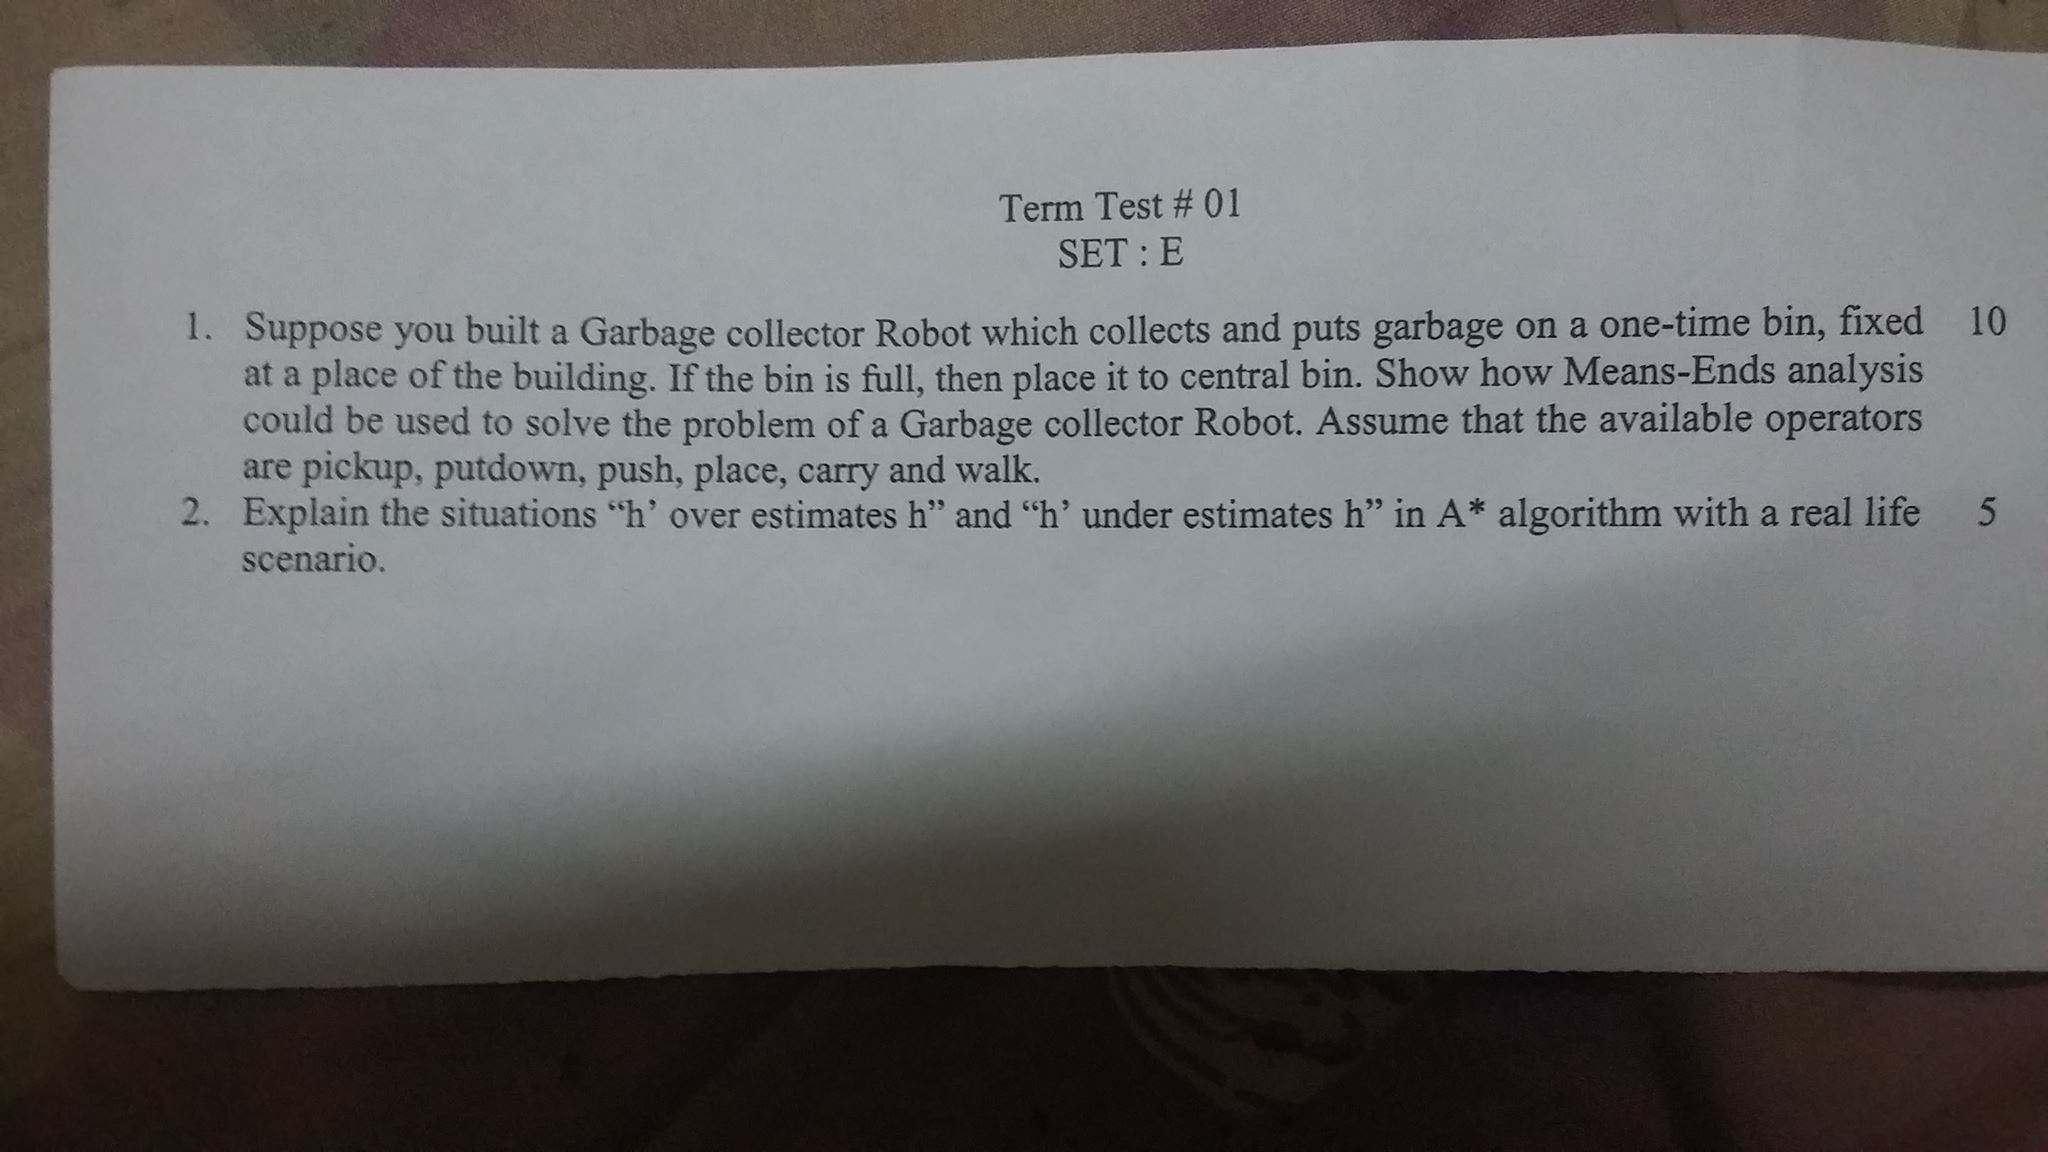 Term Test # 01
SET : E
1. Suppose you built a Garbage collector Robot which collects and puts garbage on a one-time bin, fixed 10
at a place of the building. If the bin is full, then place it to central bin. Show how Means-Ends analysis
could be used to solve the problem of a Garbage collector Robot. Assume that the available operators
are pickup, putdown, push, place, carry and walk.
2. Explain the situations “h’ over estimates h” and “h’ under estimates h” in A* algorithm with a real life 5
scenario.